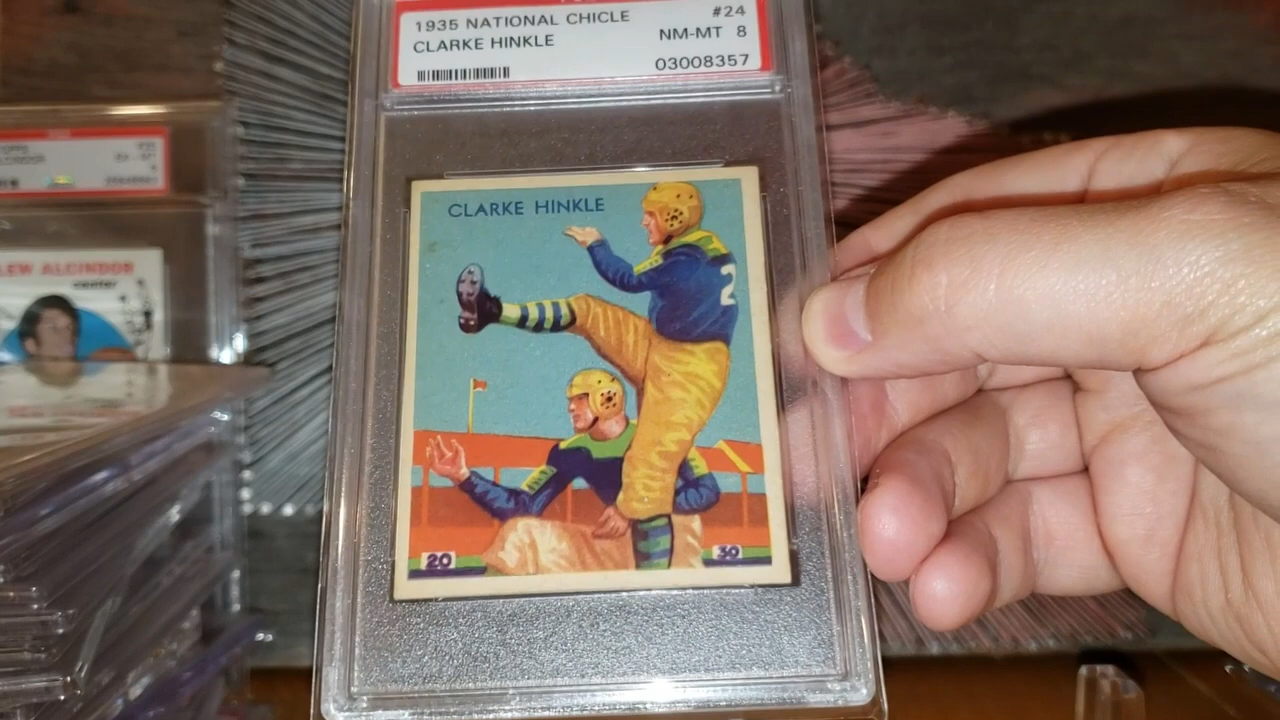 1935 NATIONAL CHICLE #24
CLARKE HINKLE NM-MT 8
03008357
CLARKE HINKLE
2
20
30
LEW ALCINDOR
center